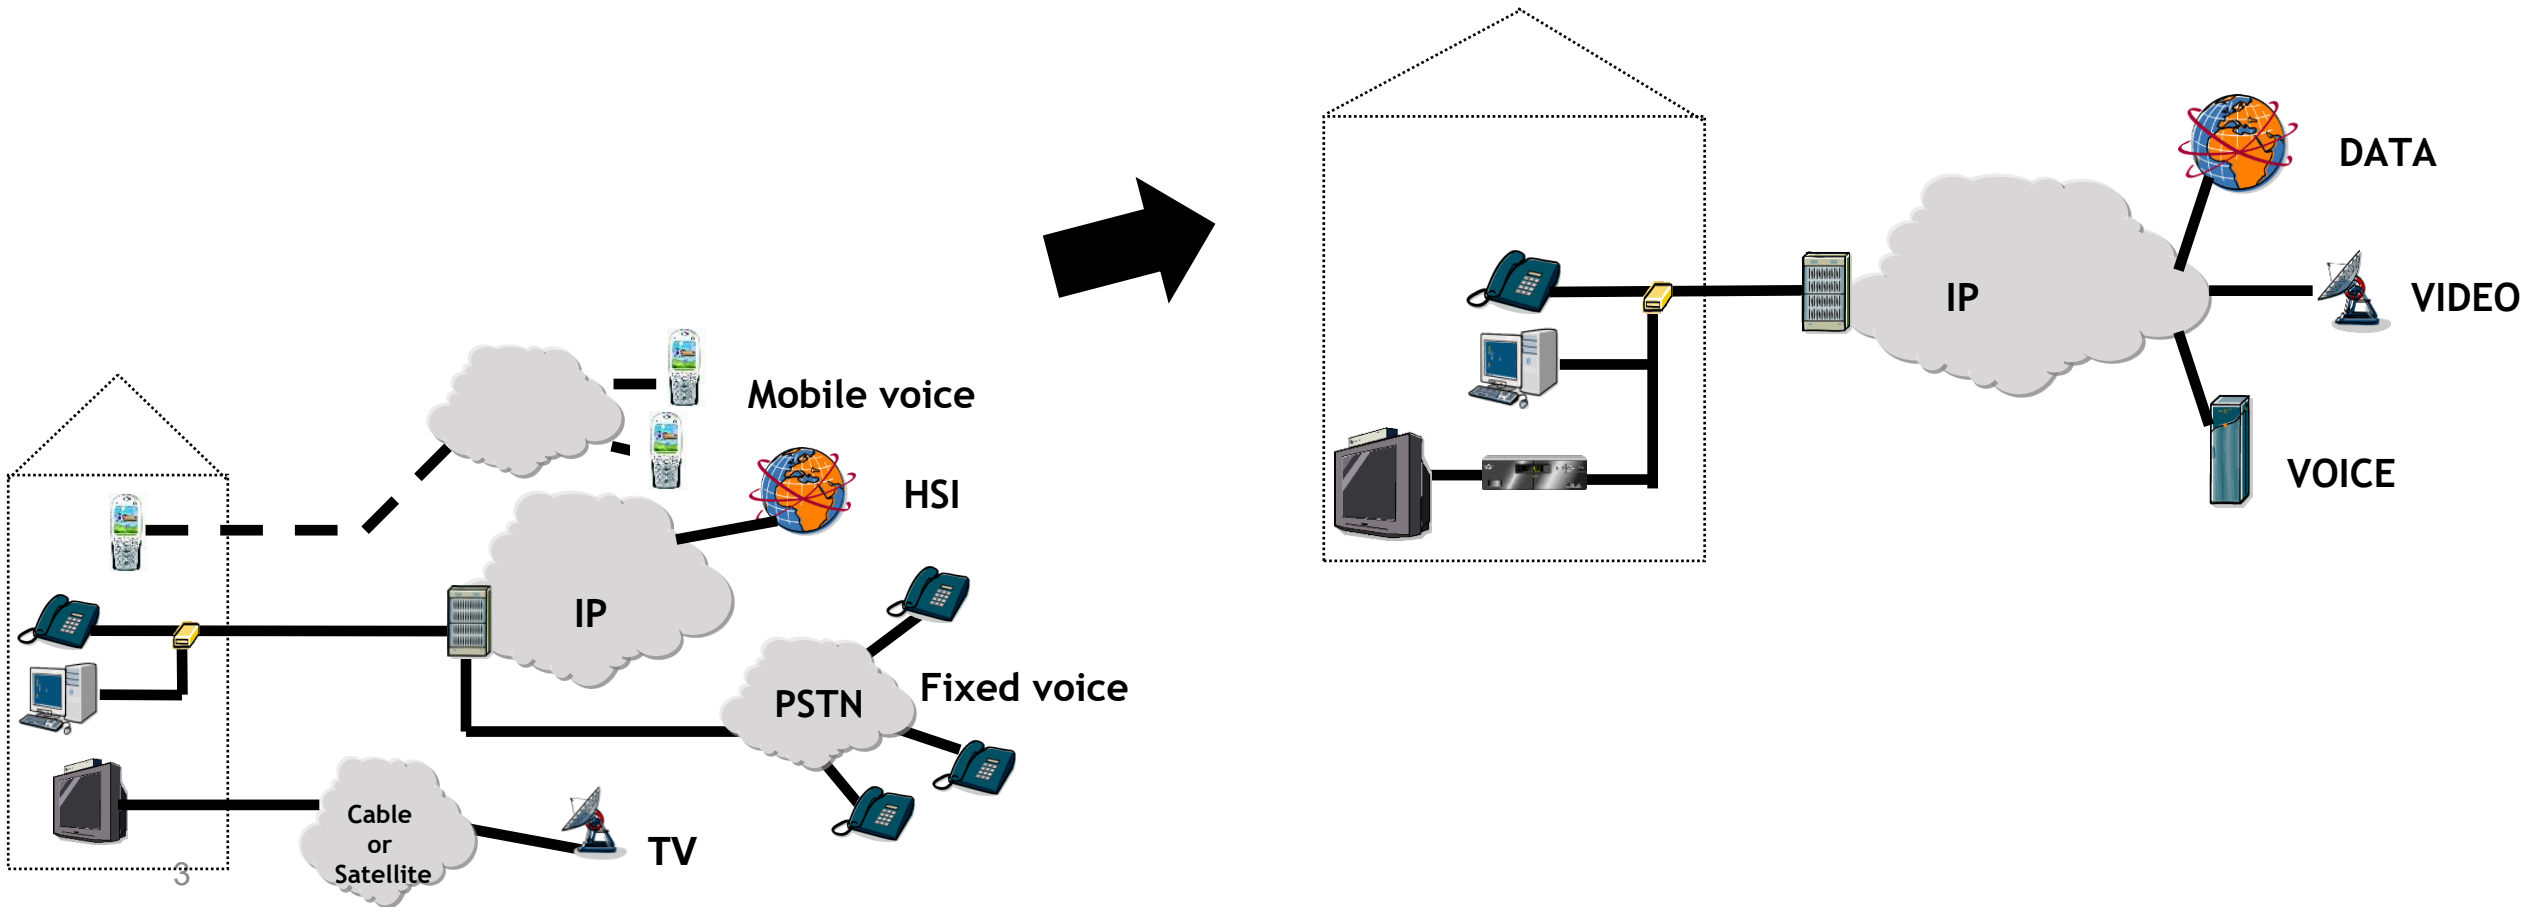 Mobile voice
HSI
IP
Fixed voice
PSTN
Cable
or
Satellite
TV
3
DATA
IP
VIDEO
VOICE